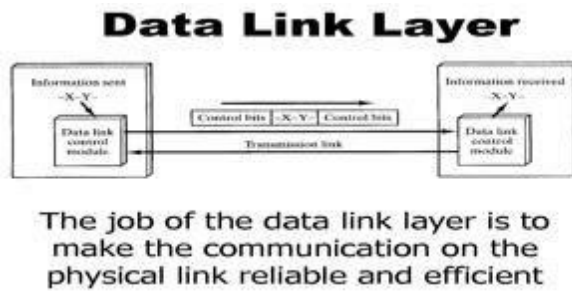 Data Link Layer
Information sent
–X–Y–
Data link
control
module
Control bits –X–Y– Control bits
Transmission link
Information received
–X–Y–
Data link
control
module
The job of the data link layer is to
make the communication on the
physical link reliable and efficient